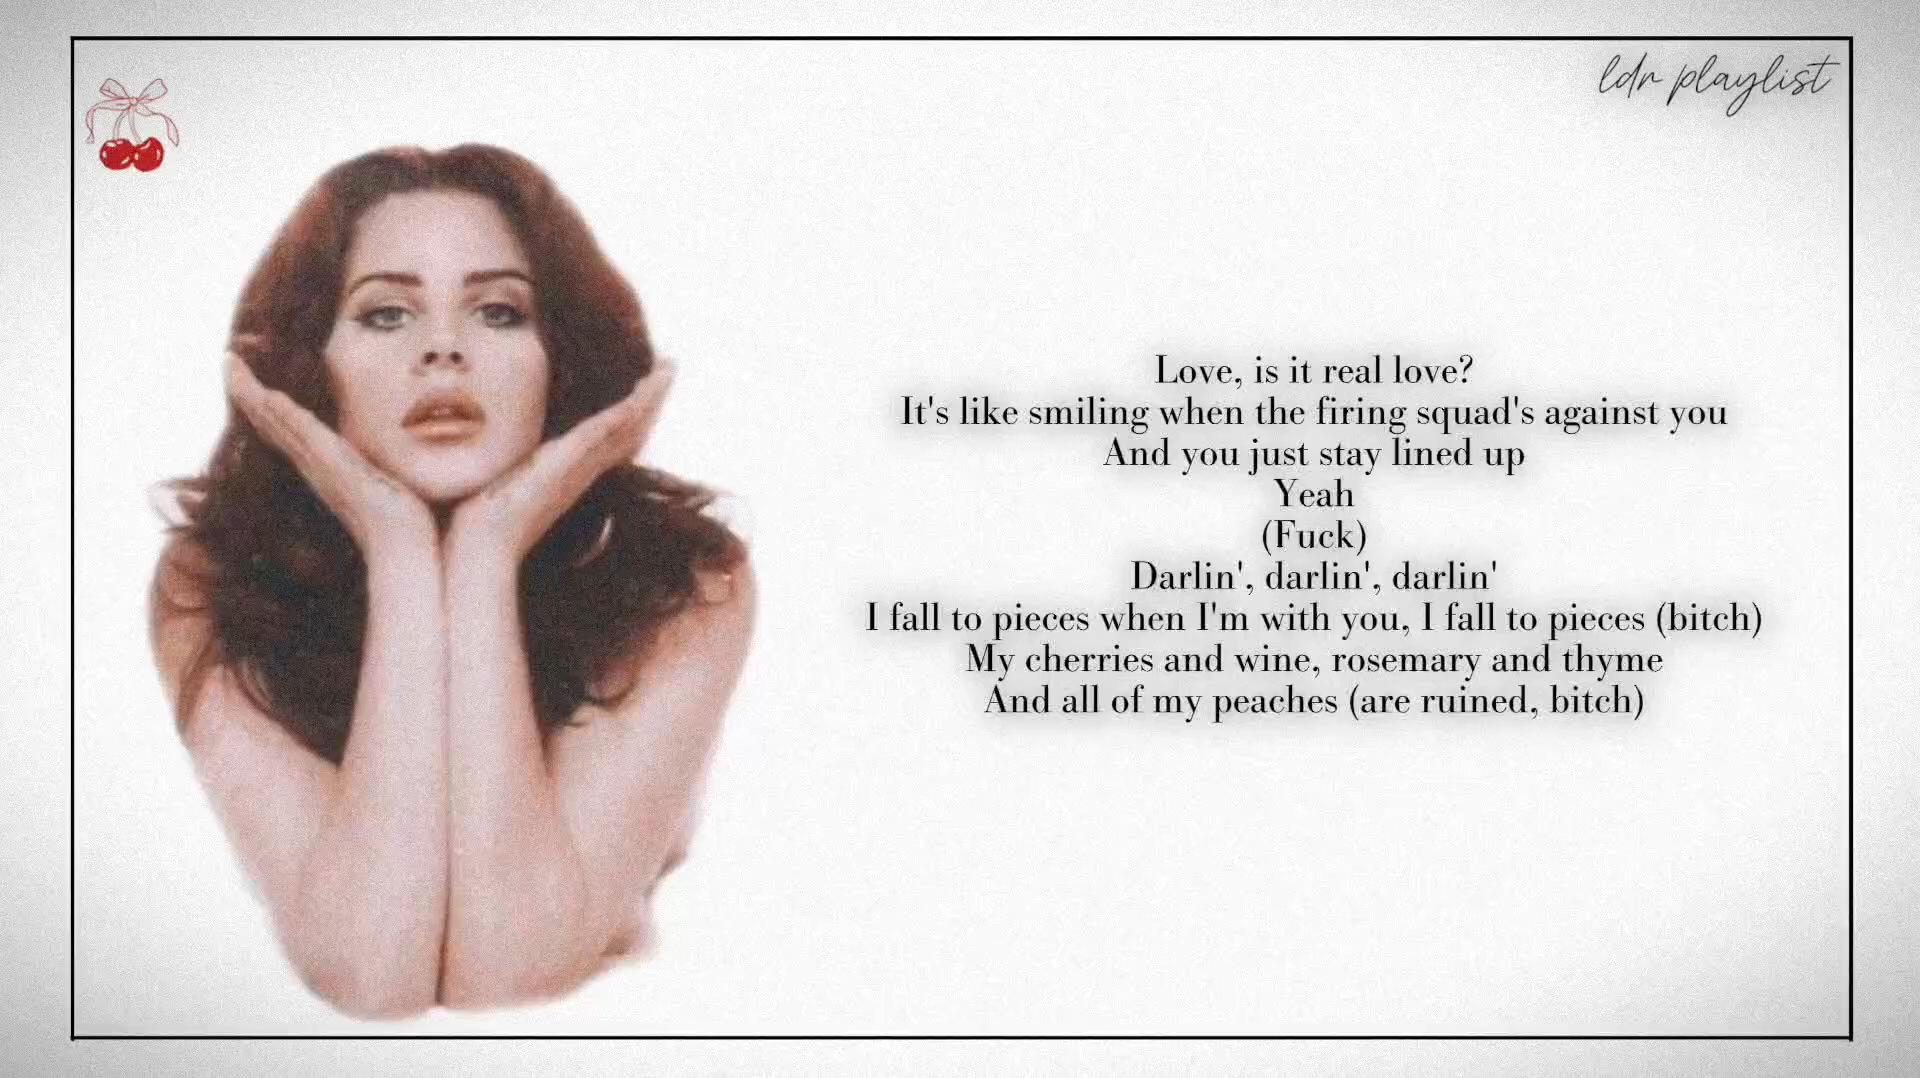 ldr playlist
Love, is it real love?
It's like smiling when the firing squad's against you
And you just stay lined up
Yeah
(Fuck)
Darlin', darlin', darlin'
I fall to pieces when I'm with you, I fall to pieces (bitch)
My cherries and wine, rosemary and thyme
And all of my peaches (are ruined, bitch)